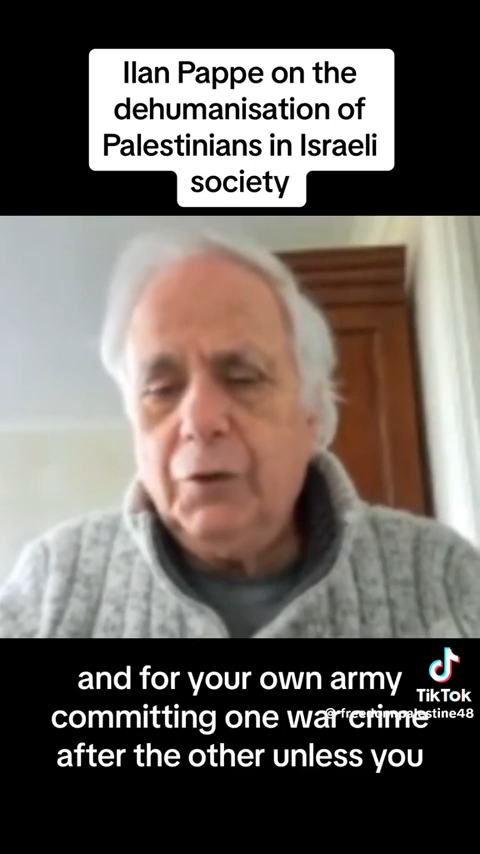 Ilan Pappe on the
dehumanisation of
Palestinians in Israeli
society
and for your own army
committing one war crime
after the other unless you
TikTok
@freedompalestine48